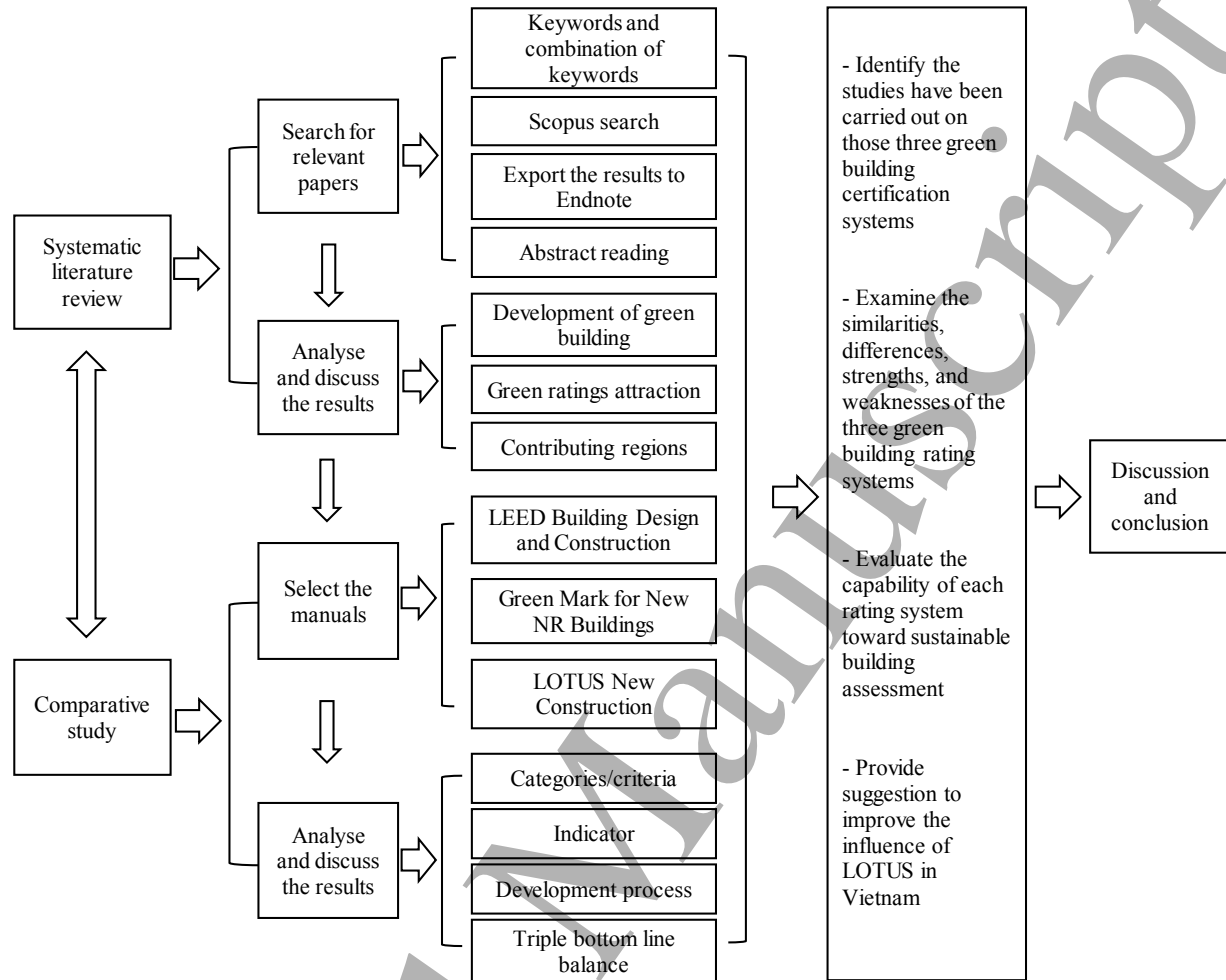 Systematic
literature
review
Comparative
study
Search for
relevant
papers
Analyse
and discuss
the results
Select the
manuals
Analyse
and discuss
the results
Keywords and
combination of
keywords
Scopus search
Export the results to
Endnote
Abstract reading
Development of green
building
Green ratings attraction
Contributing regions
LEED Building Design
and Construction
Green Mark for New
NR Buildings
LOTUS New
Construction
Categories/criteria
Indicator
Development process
Triple bottom line
balance
- Identify the
studies have been
carried out on
those three green
building
certification
systems
- Examine the
similarities,
differences,
strengths, and
weaknesses of the
three green
building rating
systems
- Evaluate the
capability of each
rating system
toward sustainable
building
assessment
- Provide
suggestion to
improve the
influence of
LOTUS in
Vietnam
Discussion
and
conclusion
Manuscript